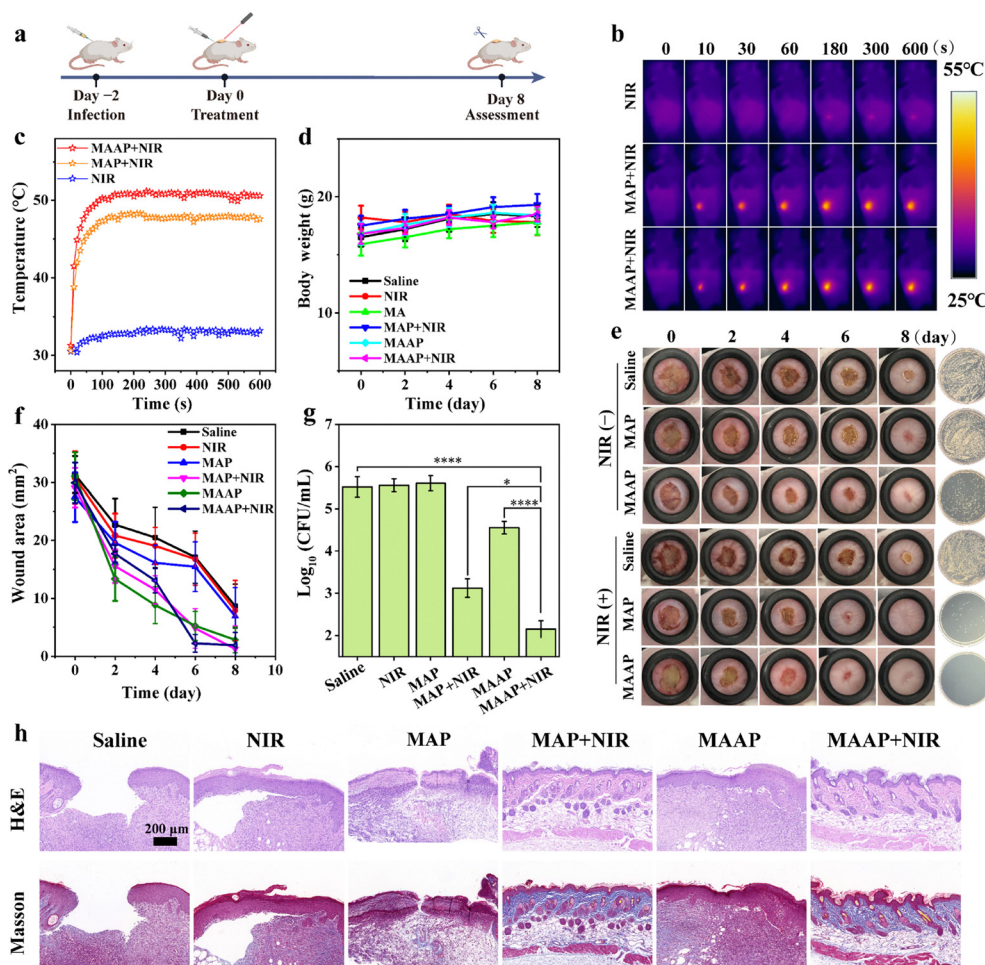 a
Day −2
Infection
Day 0
Treatment
Day 8
Assessment
b
0 10 30 60 180 300 600 (s)
NIR
MAP+NIR
MAAP+NIR
55°C
25°C
c
MAAP+NIR
MAP+NIR
NIR
Temperature (°C)
50
40
30
0 100 200 300 400 500 600
Time (s)
d
Body weight (g)
20
10
Saline
NIR
MA
MAP+NIR
MAAP
MAAP+NIR
0 2 4 6 8
Time (day)
e
0 2 4 6 8 (day)
NIR (−)
Saline
MAP
MAAP
NIR (+)
Saline
MAP
MAAP
f
Wound area (mm²)
40
30
20
10
0
Saline
NIR
MAP
MAP+NIR
MAAP
MAAP+NIR
0 2 4 6 8 10
Time (day)
g
Log₁₀ (CFU/mL)
7
6
5
4
3
2
****
*
****
Saline
NIR
MAP
MAP+NIR
MAAP
MAAP+NIR
h
Saline NIR MAP MAP+NIR MAAP MAAP+NIR
H&E
200 µm
Masson